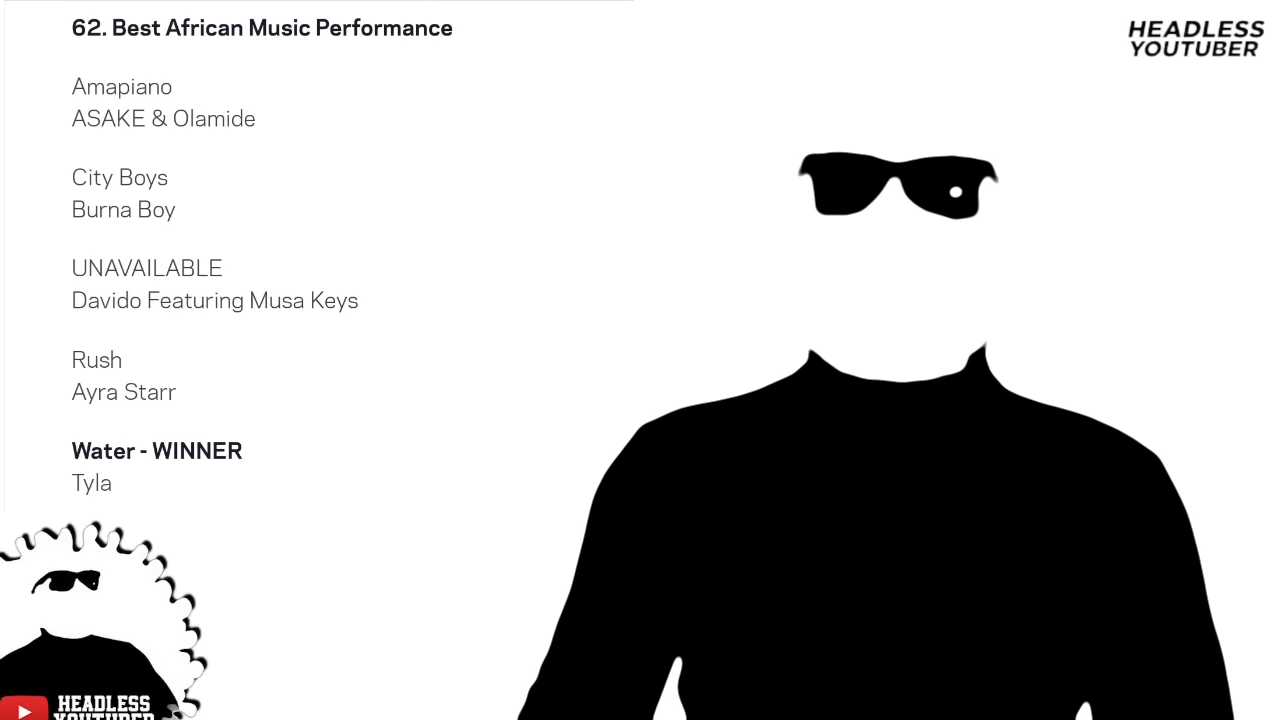 62. Best African Music Performance
Amapiano
ASAKE & Olamide
City Boys
Burna Boy
UNAVAILABLE
Davido Featuring Musa Keys
Rush
Ayra Starr
Water - WINNER
Tyla
HEADLESS
YOUTUBER
HEADLESS
YOUTUBER